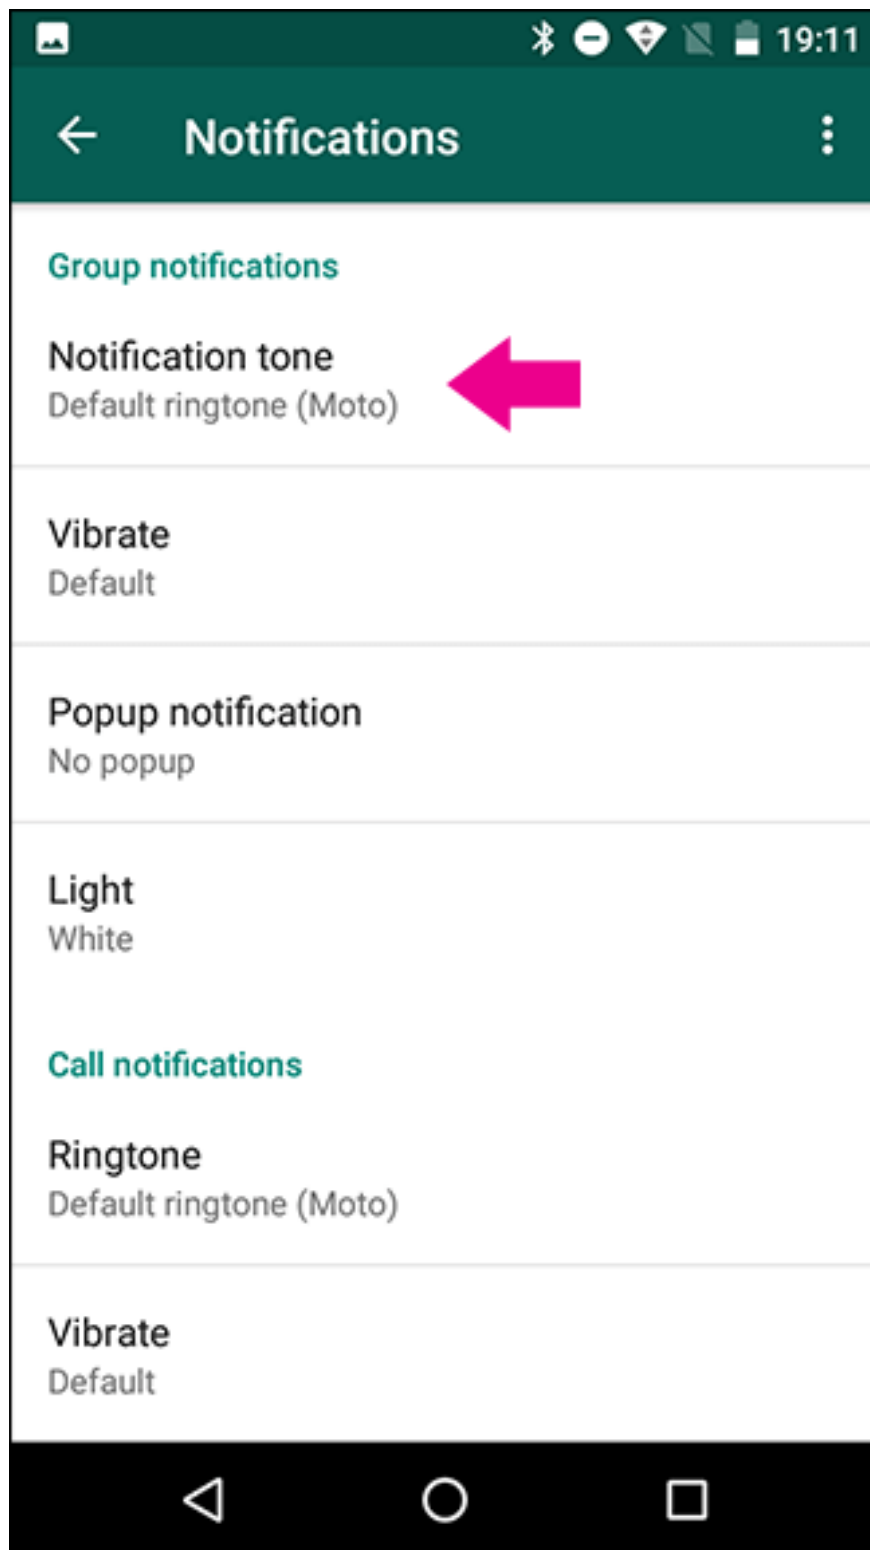 19:11
Notifications
Group notifications
Notification tone
Default ringtone (Moto)
Vibrate
Default
Popup notification
No popup
Light
White
Call notifications
Ringtone
Default ringtone (Moto)
Vibrate
Default